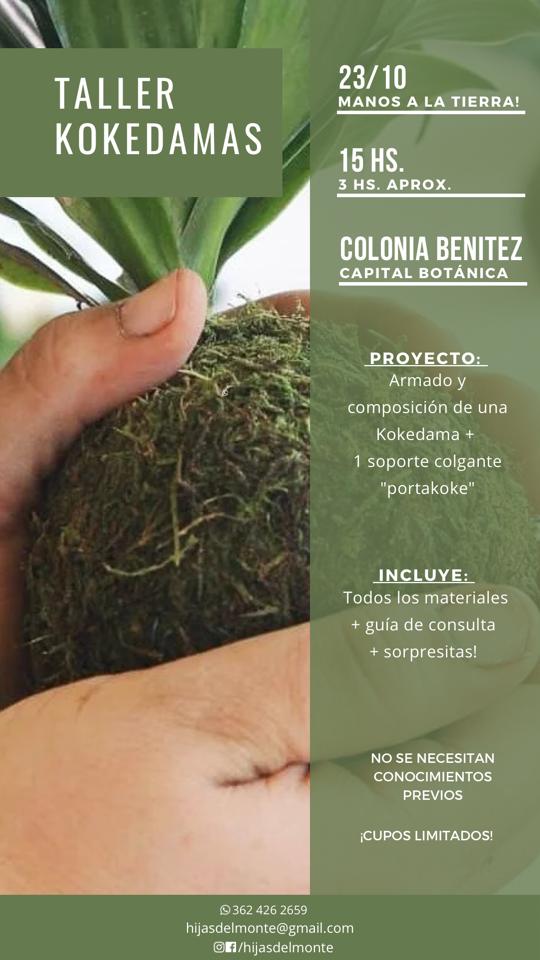 TALLER
KOKEDAMAS
23/10
MANOS A LA TIERRA!
15 HS.
3 HS. APROX.
COLONIA BENITEZ
CAPITAL BOTÁNICA
PROYECTO:
Armado y
composición de una
Kokedama +
1 soporte colgante
"portakoke"
INCLUYE:
Todos los materiales
+ guía de consulta
+ sorpresitas!
NO SE NECESITAN
CONOCIMIENTOS
PREVIOS
¡CUPOS LIMITADOS!
362 426 2659
hijasdelmonte@gmail.com
/hijasdelmonte